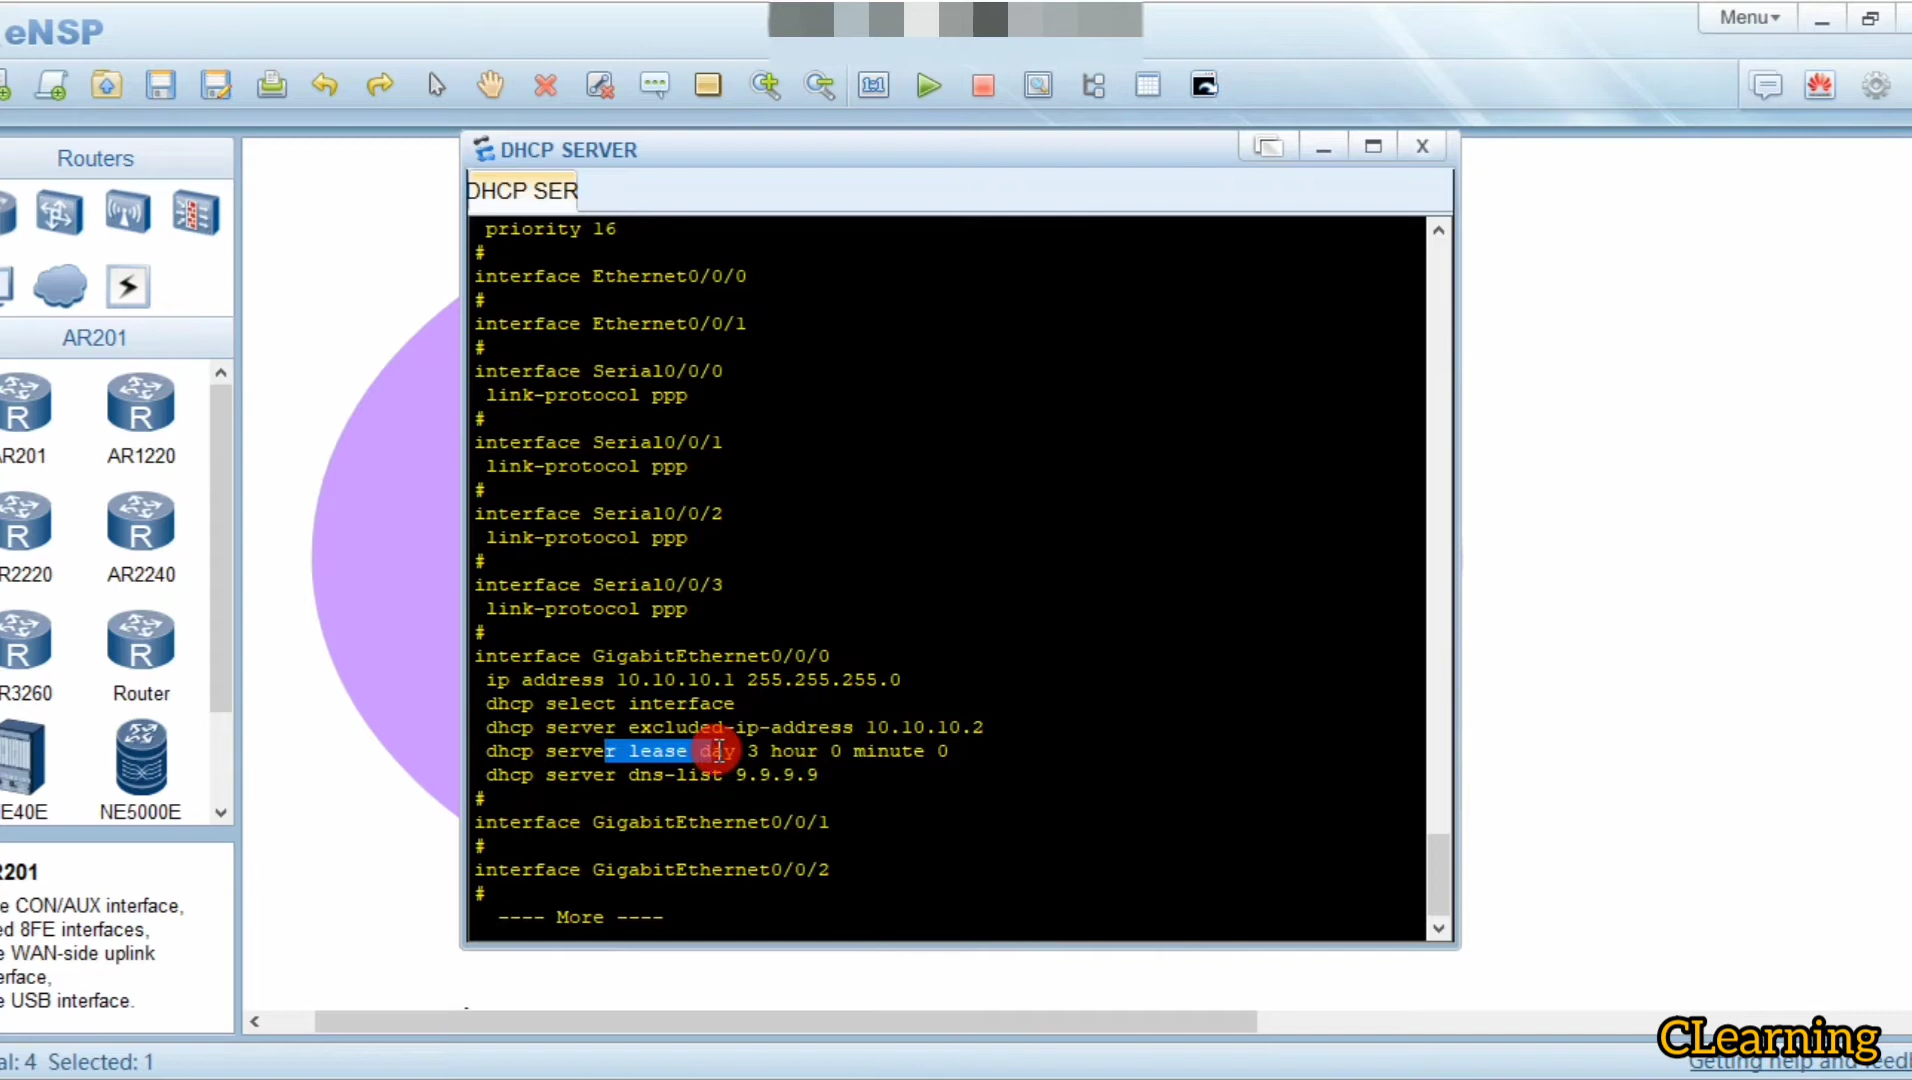 eNSP
Menu
Routers
AR201
AR1220
AR2240
Router
NE5000E
e CON/AUX interface,
ed 8FE interfaces,
e WAN-side uplink
e USB interface.
DHCP SERVER
DHCP SER
priority 16
#
interface Ethernet0/0/0
#
interface Ethernet0/0/1
#
interface Serial0/0/0
link-protocol ppp
#
interface Serial0/0/1
link-protocol ppp
#
interface Serial0/0/2
link-protocol ppp
#
interface Serial0/0/3
link-protocol ppp
#
interface GigabitEthernet0/0/0
ip address 10.10.10.1 255.255.255.0
dhcp select interface
dhcp server excluded-ip-address 10.10.10.2
dhcp server lease day 3 hour 0 minute 0
dhcp server dns-list 9.9.9.9
#
interface GigabitEthernet0/0/1
#
interface GigabitEthernet0/0/2
#
---- More ----
al: 4 Selected: 1
CLearning
Getting help and feedb